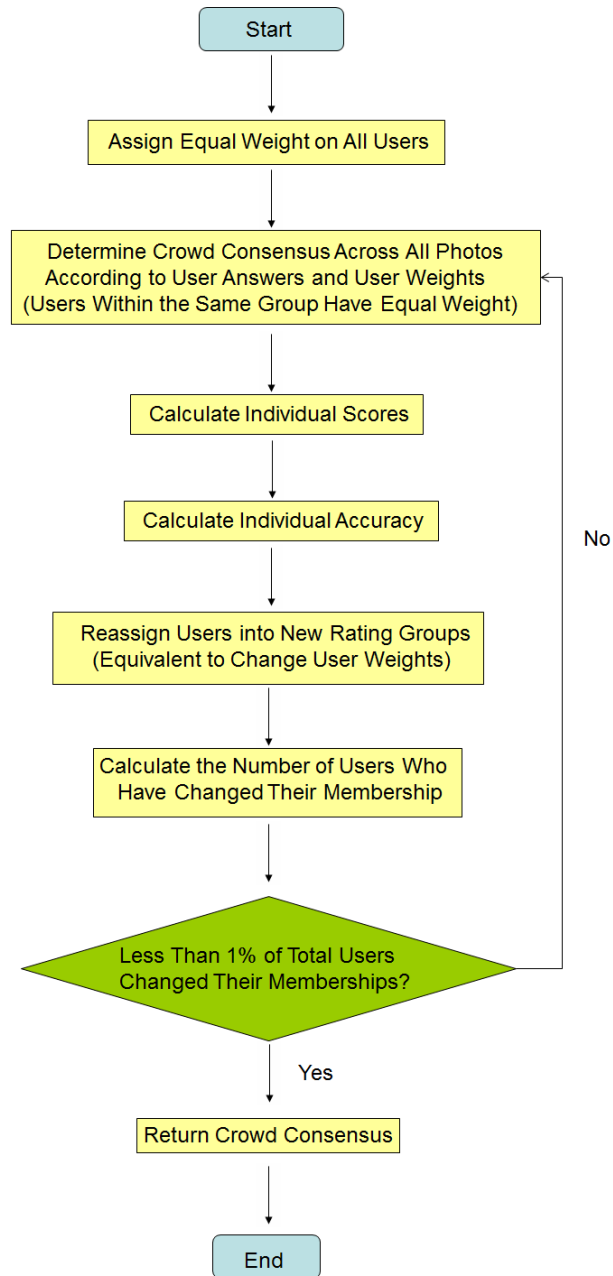 Start
Assign Equal Weight on All Users
Determine Crowd Consensus Across All Photos
According to User Answers and User Weights
(Users Within the Same Group Have Equal Weight)
Calculate Individual Scores
Calculate Individual Accuracy
No
Reassign Users into New Rating Groups
(Equivalent to Change User Weights)
Calculate the Number of Users Who
Have Changed Their Membership
Less Than 1% of Total Users
Changed Their Memberships?
Yes
Return Crowd Consensus
End